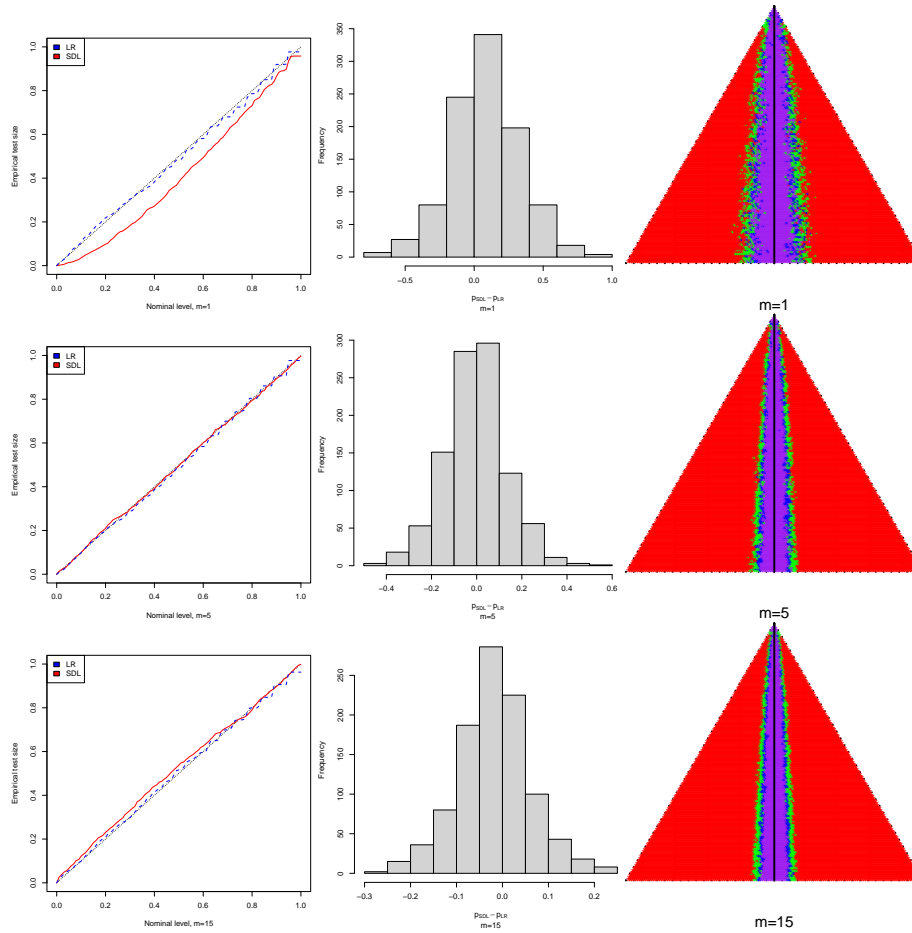 LR
SDL
Empirical test size
0.0 0.2 0.4 0.6 0.8 1.0
0.0 0.2 0.4 0.6 0.8 1.0
Nominal level, m=1
Frequency
0 50 100 150 200 250 300 350
−0.5 0.0 0.5 1.0
pSDL − pLR
m=1
m=1
LR
SDL
Empirical test size
0.0 0.2 0.4 0.6 0.8 1.0
0.0 0.2 0.4 0.6 0.8 1.0
Nominal level, m=5
Frequency
0 50 100 150 200 250 300
−0.4 −0.2 0.0 0.2 0.4 0.6
pSDL − pLR
m=5
m=5
LR
SDL
Empirical test size
0.0 0.2 0.4 0.6 0.8 1.0
0.0 0.2 0.4 0.6 0.8 1.0
Nominal level, m=15
Frequency
0 50 100 150 200 250
−0.3 −0.2 −0.1 0.0 0.1 0.2
pSDL − pLR
m=15
m=15